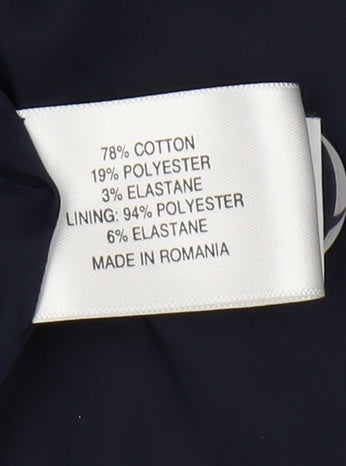 78% COTTON
19% POLYESTER
3% ELASTANE
LINING: 94% POLYESTER
6% ELASTANE
MADE IN ROMANIA